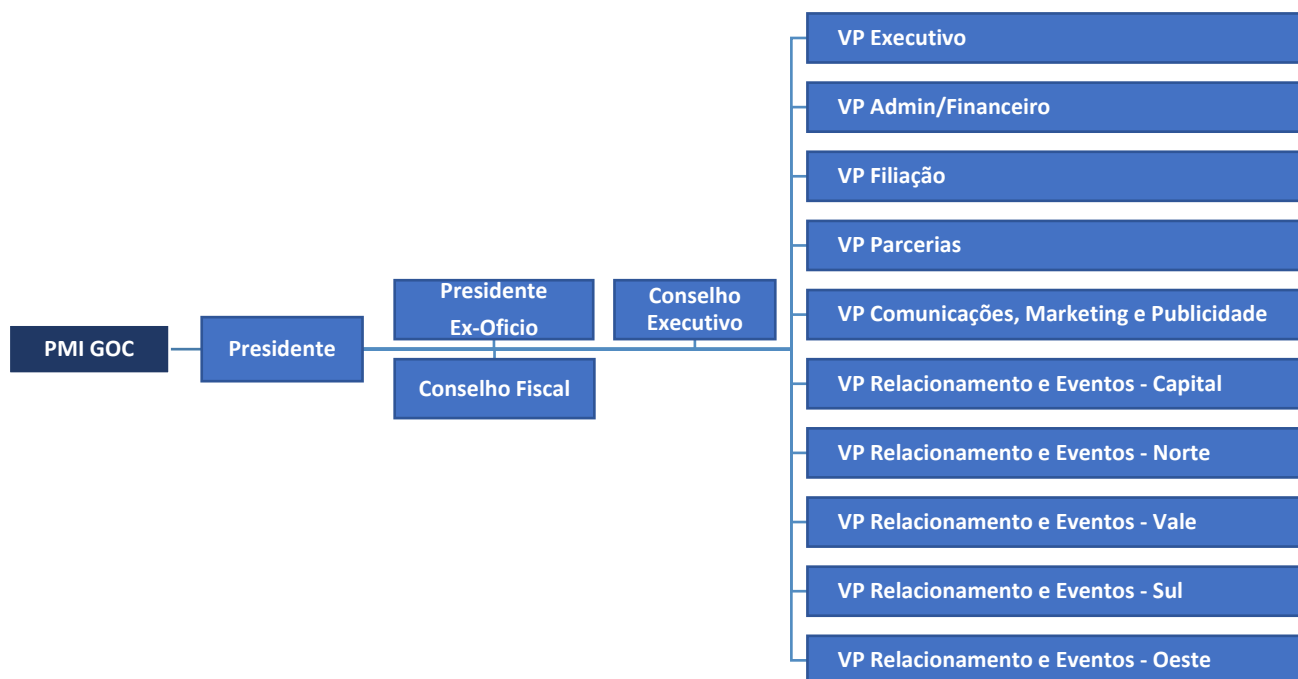 PMI GOC
Presidente
Presidente
Ex-Oficio
Conselho Fiscal
Conselho
Executivo
VP Executivo
VP Admin/Financeiro
VP Filiação
VP Parcerias
VP Comunicações, Marketing e Publicidade
VP Relacionamento e Eventos - Capital
VP Relacionamento e Eventos - Norte
VP Relacionamento e Eventos - Vale
VP Relacionamento e Eventos - Sul
VP Relacionamento e Eventos - Oeste